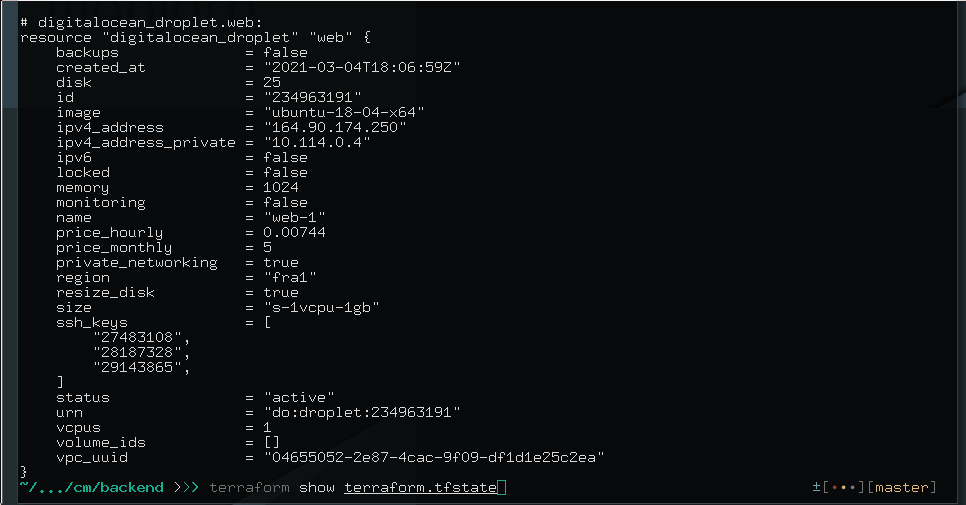 # digitalocean_droplet.web:
resource "digitalocean_droplet" "web" {
    backups              = false
    created_at           = "2021-03-04T18:06:59Z"
    disk                 = 25
    id                   = "234963191"
    image                = "ubuntu-18-04-x64"
    ipv4_address         = "164.90.174.250"
    ipv4_address_private = "10.114.0.4"
    ipv6                 = false
    locked               = false
    memory               = 1024
    monitoring           = false
    name                 = "web-1"
    price_hourly         = 0.00744
    price_monthly        = 5
    private_networking   = true
    region               = "fra1"
    resize_disk          = true
    size                 = "s-1vcpu-1gb"
    ssh_keys             = [
        "27483108",
        "28187328",
        "29143865",
    ]
    status               = "active"
    urn                  = "do:droplet:234963191"
    vcpus                = 1
    volume_ids           = []
    vpc_uuid             = "04655052-2e87-4cac-9f09-df1d1e25c2ea"
}
~/.../cm/backend >>> terraform show terraform.tfstate ±[•••][master]